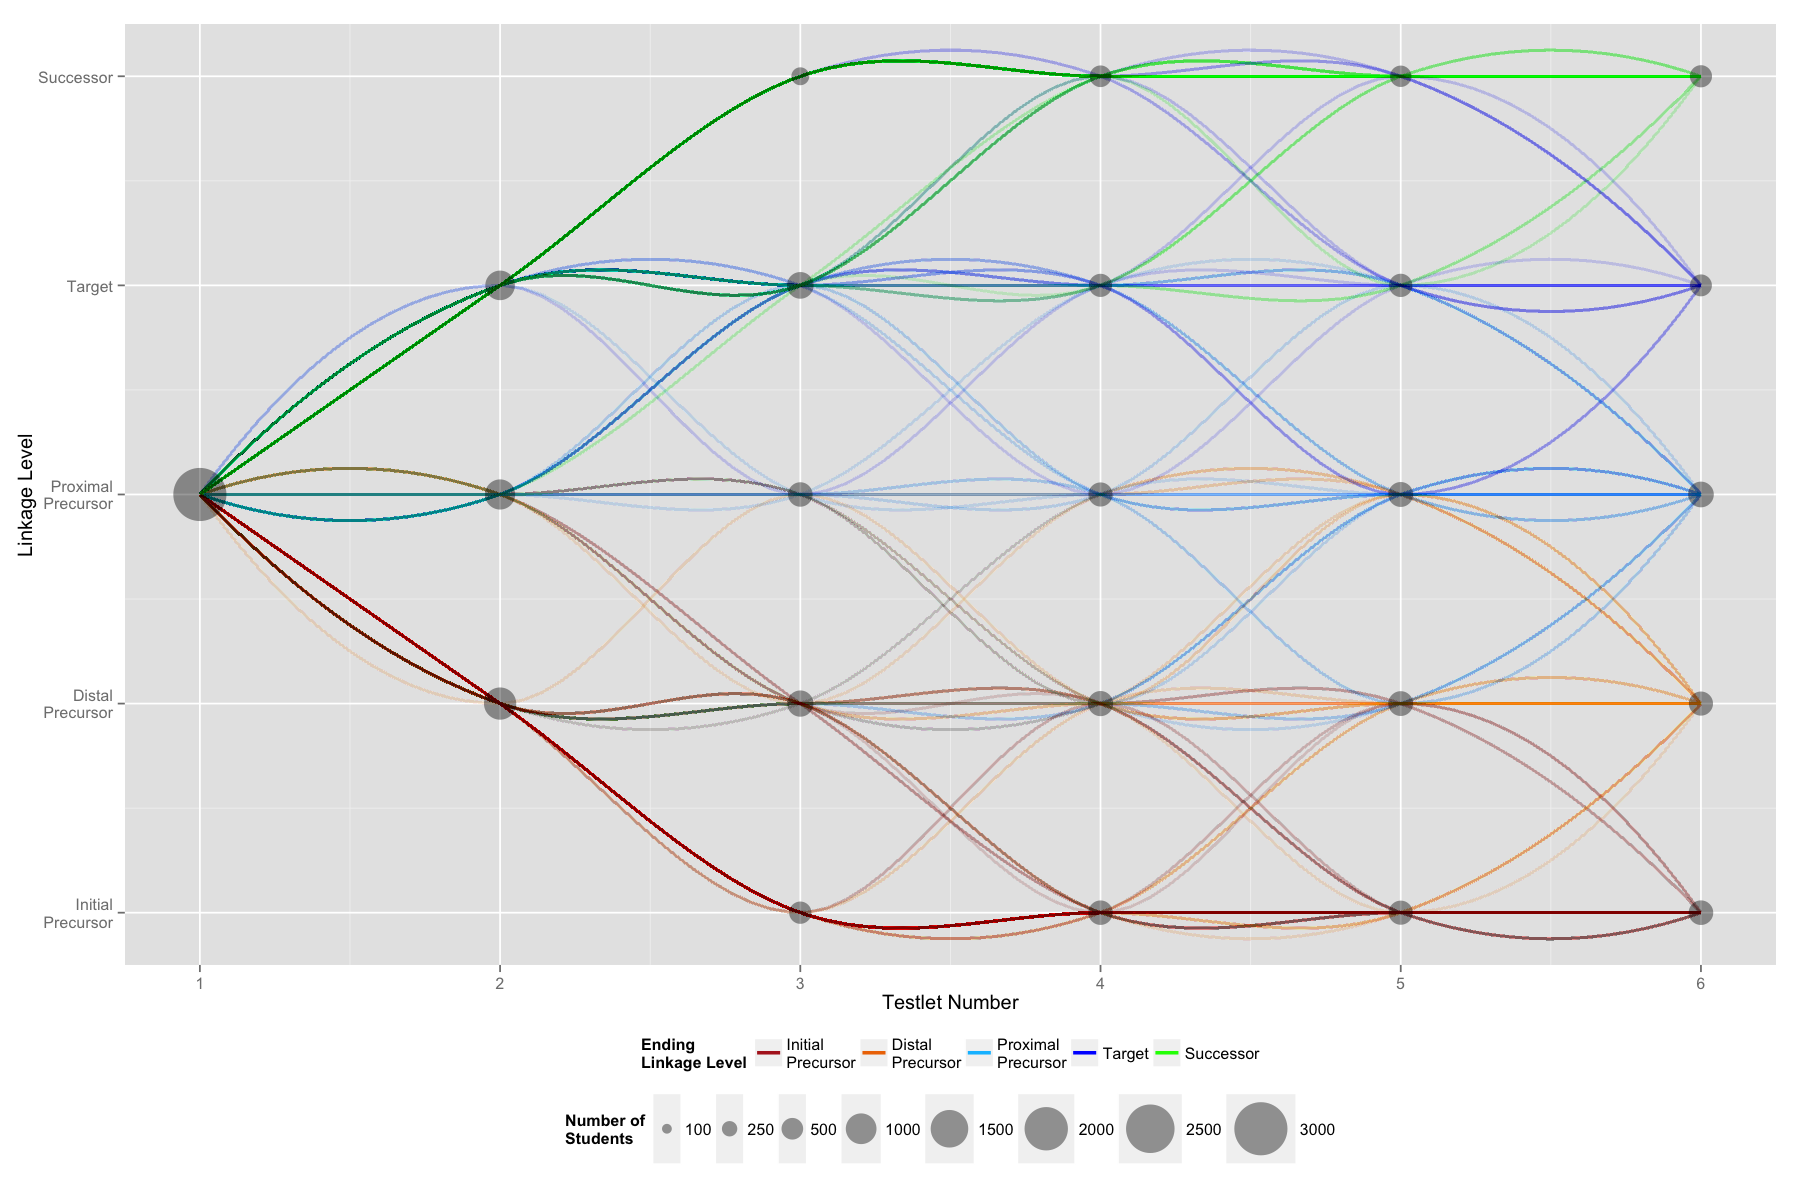 Successor
Target
Proximal
Precursor
Distal
Precursor
Initial
Precursor
Linkage Level
1 2 3 4 5 6
Testlet Number
Ending
Linkage Level
Initial
Precursor
Distal
Precursor
Proximal
Precursor
Target
Successor
Number of
Students
100 250 500 1000 1500 2000 2500 3000